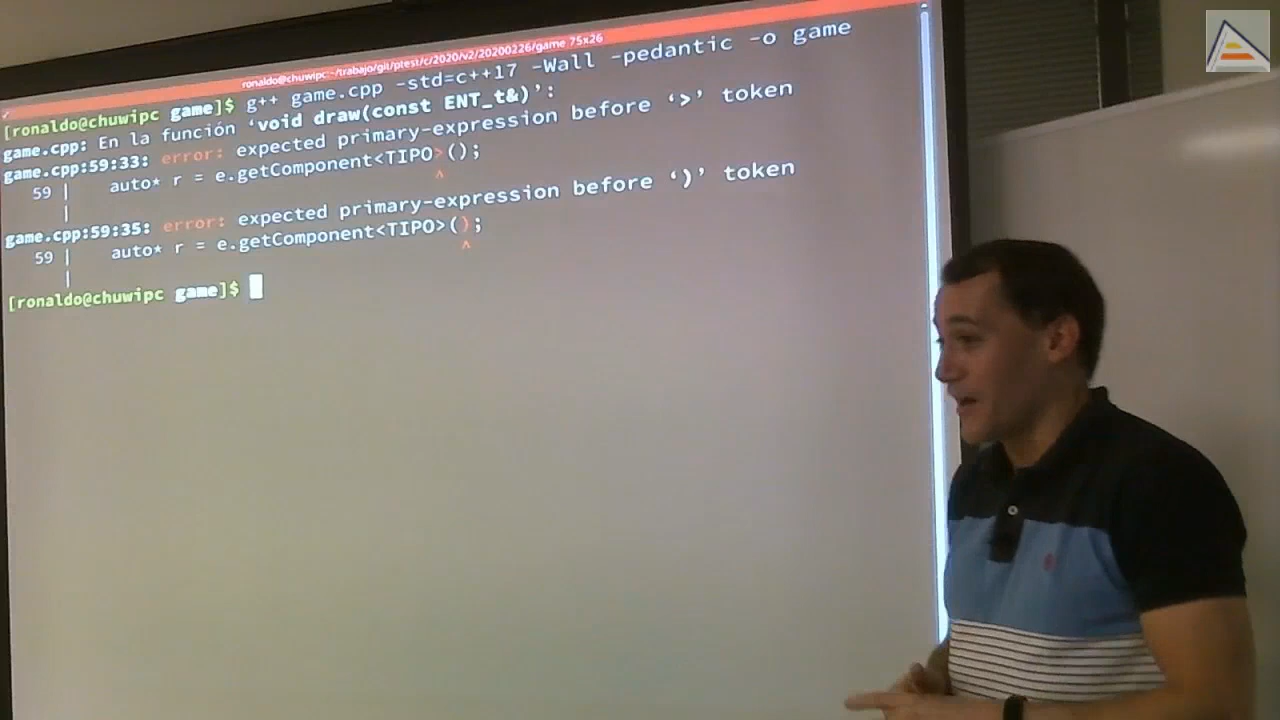 ronaldo@chuwipc:~/trabajo/git/ptest/c/2020/v2/20200226/game 75x26
[ronaldo@chuwipc game]$ g++ game.cpp -std=c++17 -Wall -pedantic -o game
game.cpp: En la función ‘void draw(const ENT_t&)’:
game.cpp:59:33: error: expected primary-expression before ‘>’ token
59 |    auto* r = e.getComponent<TIPO>();
|                                 ^
game.cpp:59:35: error: expected primary-expression before ‘)’ token
59 |    auto* r = e.getComponent<TIPO>();
|                                   ^
[ronaldo@chuwipc game]$